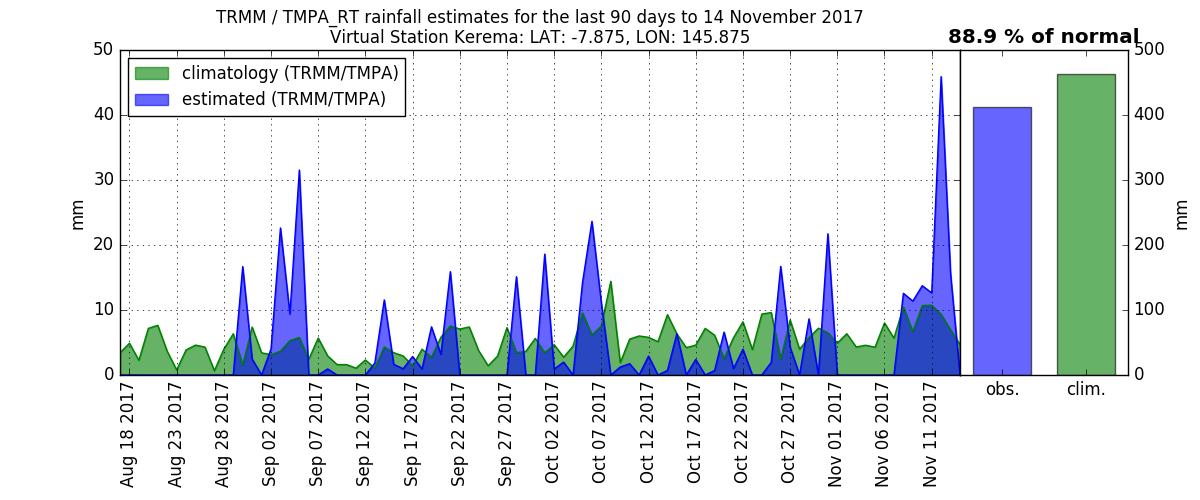 TRMM / TMPA_RT rainfall estimates for the last 90 days to 14 November 2017
Virtual Station Kerema: LAT: -7.875, LON: 145.875
88.9 % of normal
climatology (TRMM/TMPA)
estimated (TRMM/TMPA)
50
40
30
20
10
0
mm
500
400
300
200
100
0
mm
obs.
clim.
Aug 18 2017
Aug 23 2017
Aug 28 2017
Sep 02 2017
Sep 07 2017
Sep 12 2017
Sep 17 2017
Sep 22 2017
Sep 27 2017
Oct 02 2017
Oct 07 2017
Oct 12 2017
Oct 17 2017
Oct 22 2017
Oct 27 2017
Nov 01 2017
Nov 06 2017
Nov 11 2017